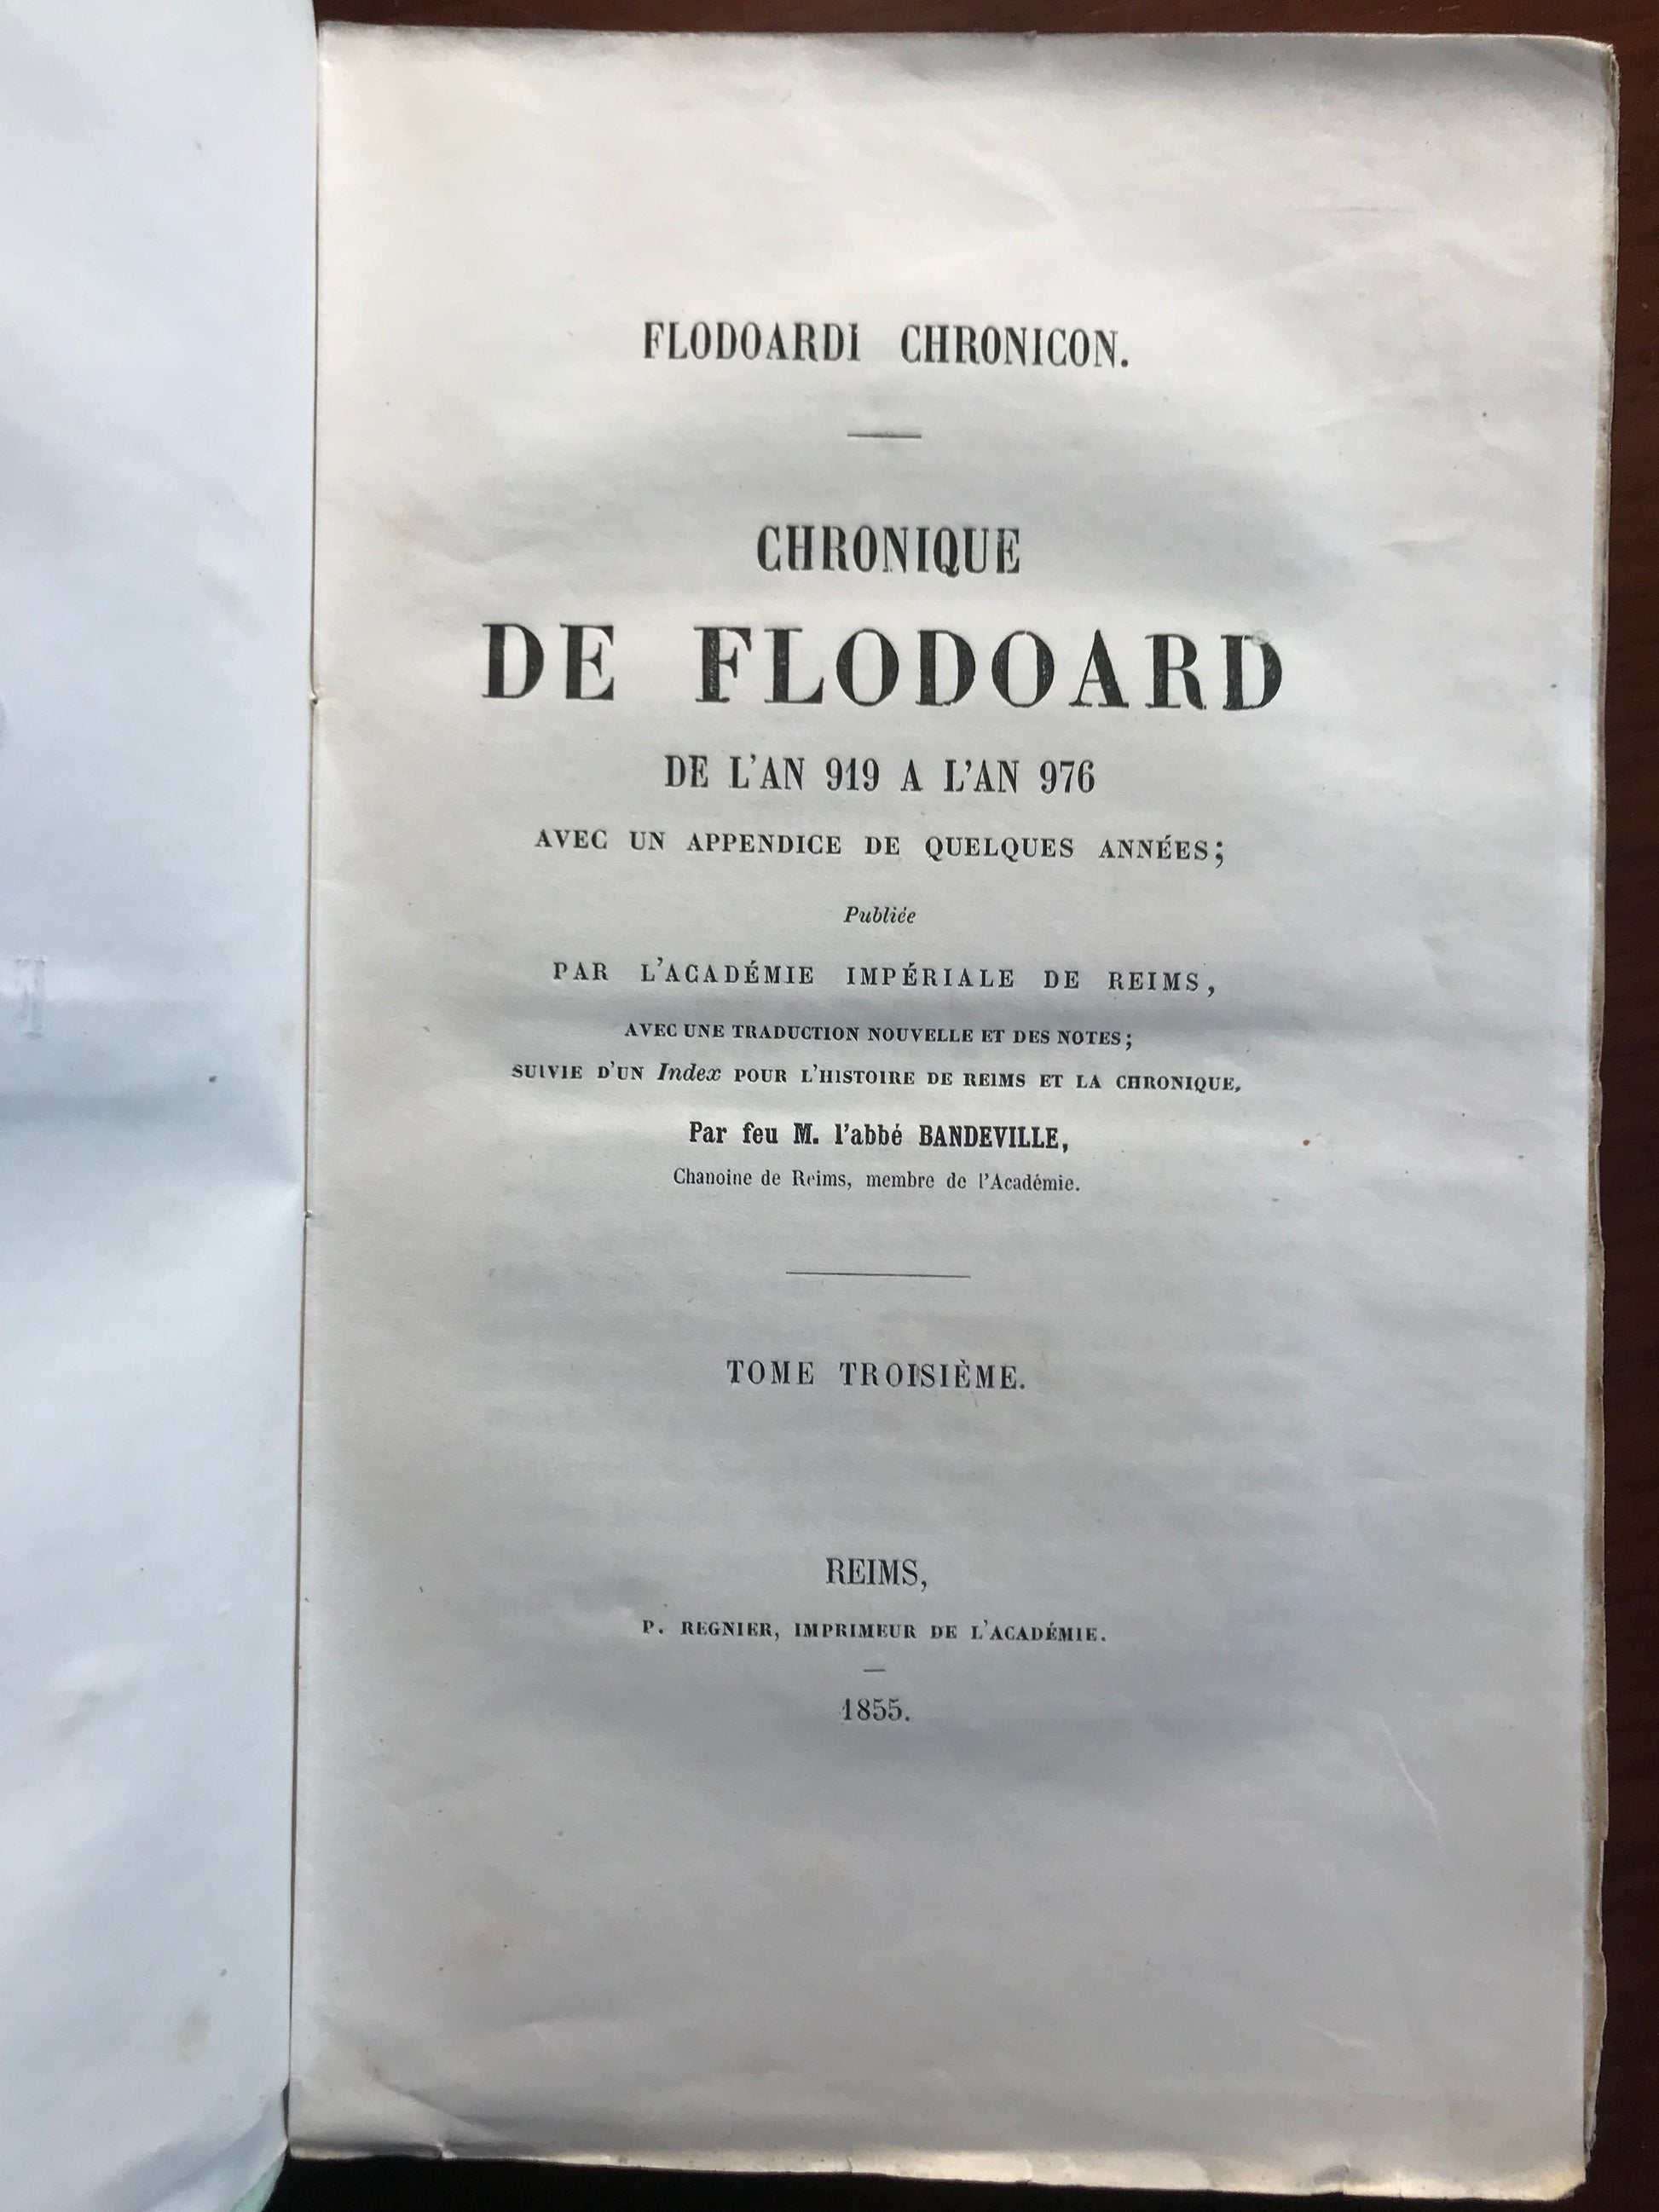 FLODOARDI CHRONICON.
CHRONIQUE
DE FLODOARD
DE L'AN 919 A L'AN 976
AVEC UN APPENDICE DE QUELQUES ANNÉES;
Publiée
PAR L'ACADÉMIE IMPÉRIALE DE REIMS,
AVEC UNE TRADUCTION NOUVELLE ET DES NOTES;
SUIVIE D'UN Index POUR L'HISTOIRE DE REIMS ET LA CHRONIQUE,
Par feu M. l'abbé BANDEVILLE,
Chanoine de Reims, membre de l'Académie.
TOME TROISIÈME.
REIMS,
P. REGNIER, IMPRIMEUR DE L'ACADÉMIE.
1855.